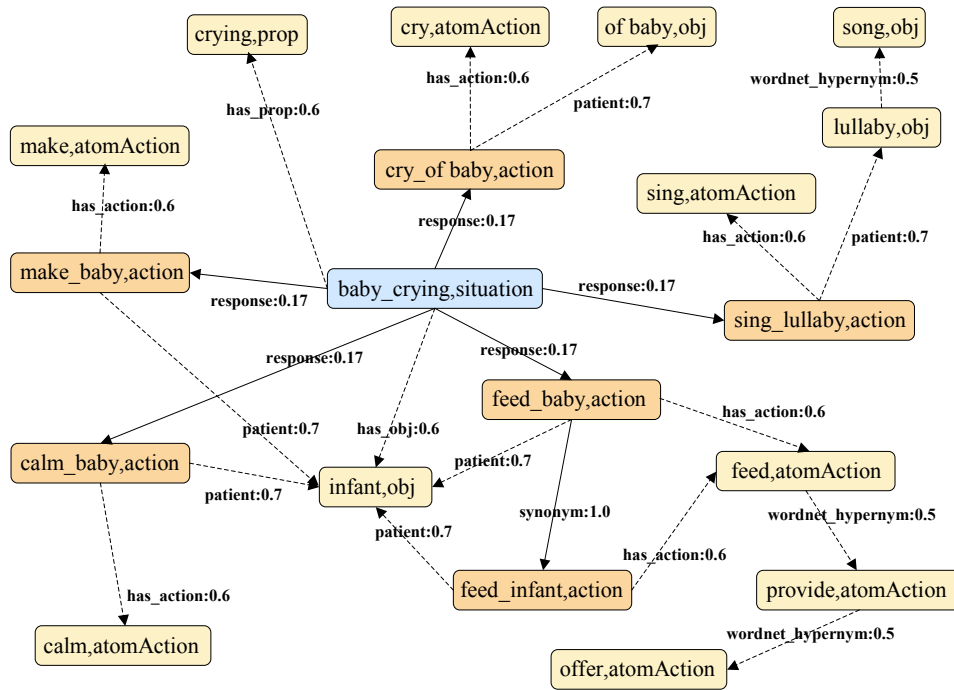 cry,atomAction
of baby,obj
song,obj
crying,prop
has_action:0.6
wordnet_hypernym:0.5
has_prop:0.6
patient:0.7
lullaby,obj
make,atomAction
cry_of baby,action
sing,atomAction
has_action:0.6
response:0.17
has_action:0.6
patient:0.7
make_baby,action
baby_crying,situation
response:0.17
response:0.17
sing_lullaby,action
response:0.17
response:0.17
feed_baby,action
has_action:0.6
patient:0.7
has_obj:0.6
calm_baby,action
patient:0.7
feed,atomAction
infant,obj
patient:0.7
synonym:1.0
wordnet_hypernym:0.5
patient:0.7
has_action:0.6
feed_infant,action
provide,atomAction
has_action:0.6
wordnet_hypernym:0.5
calm,atomAction
offer,atomAction